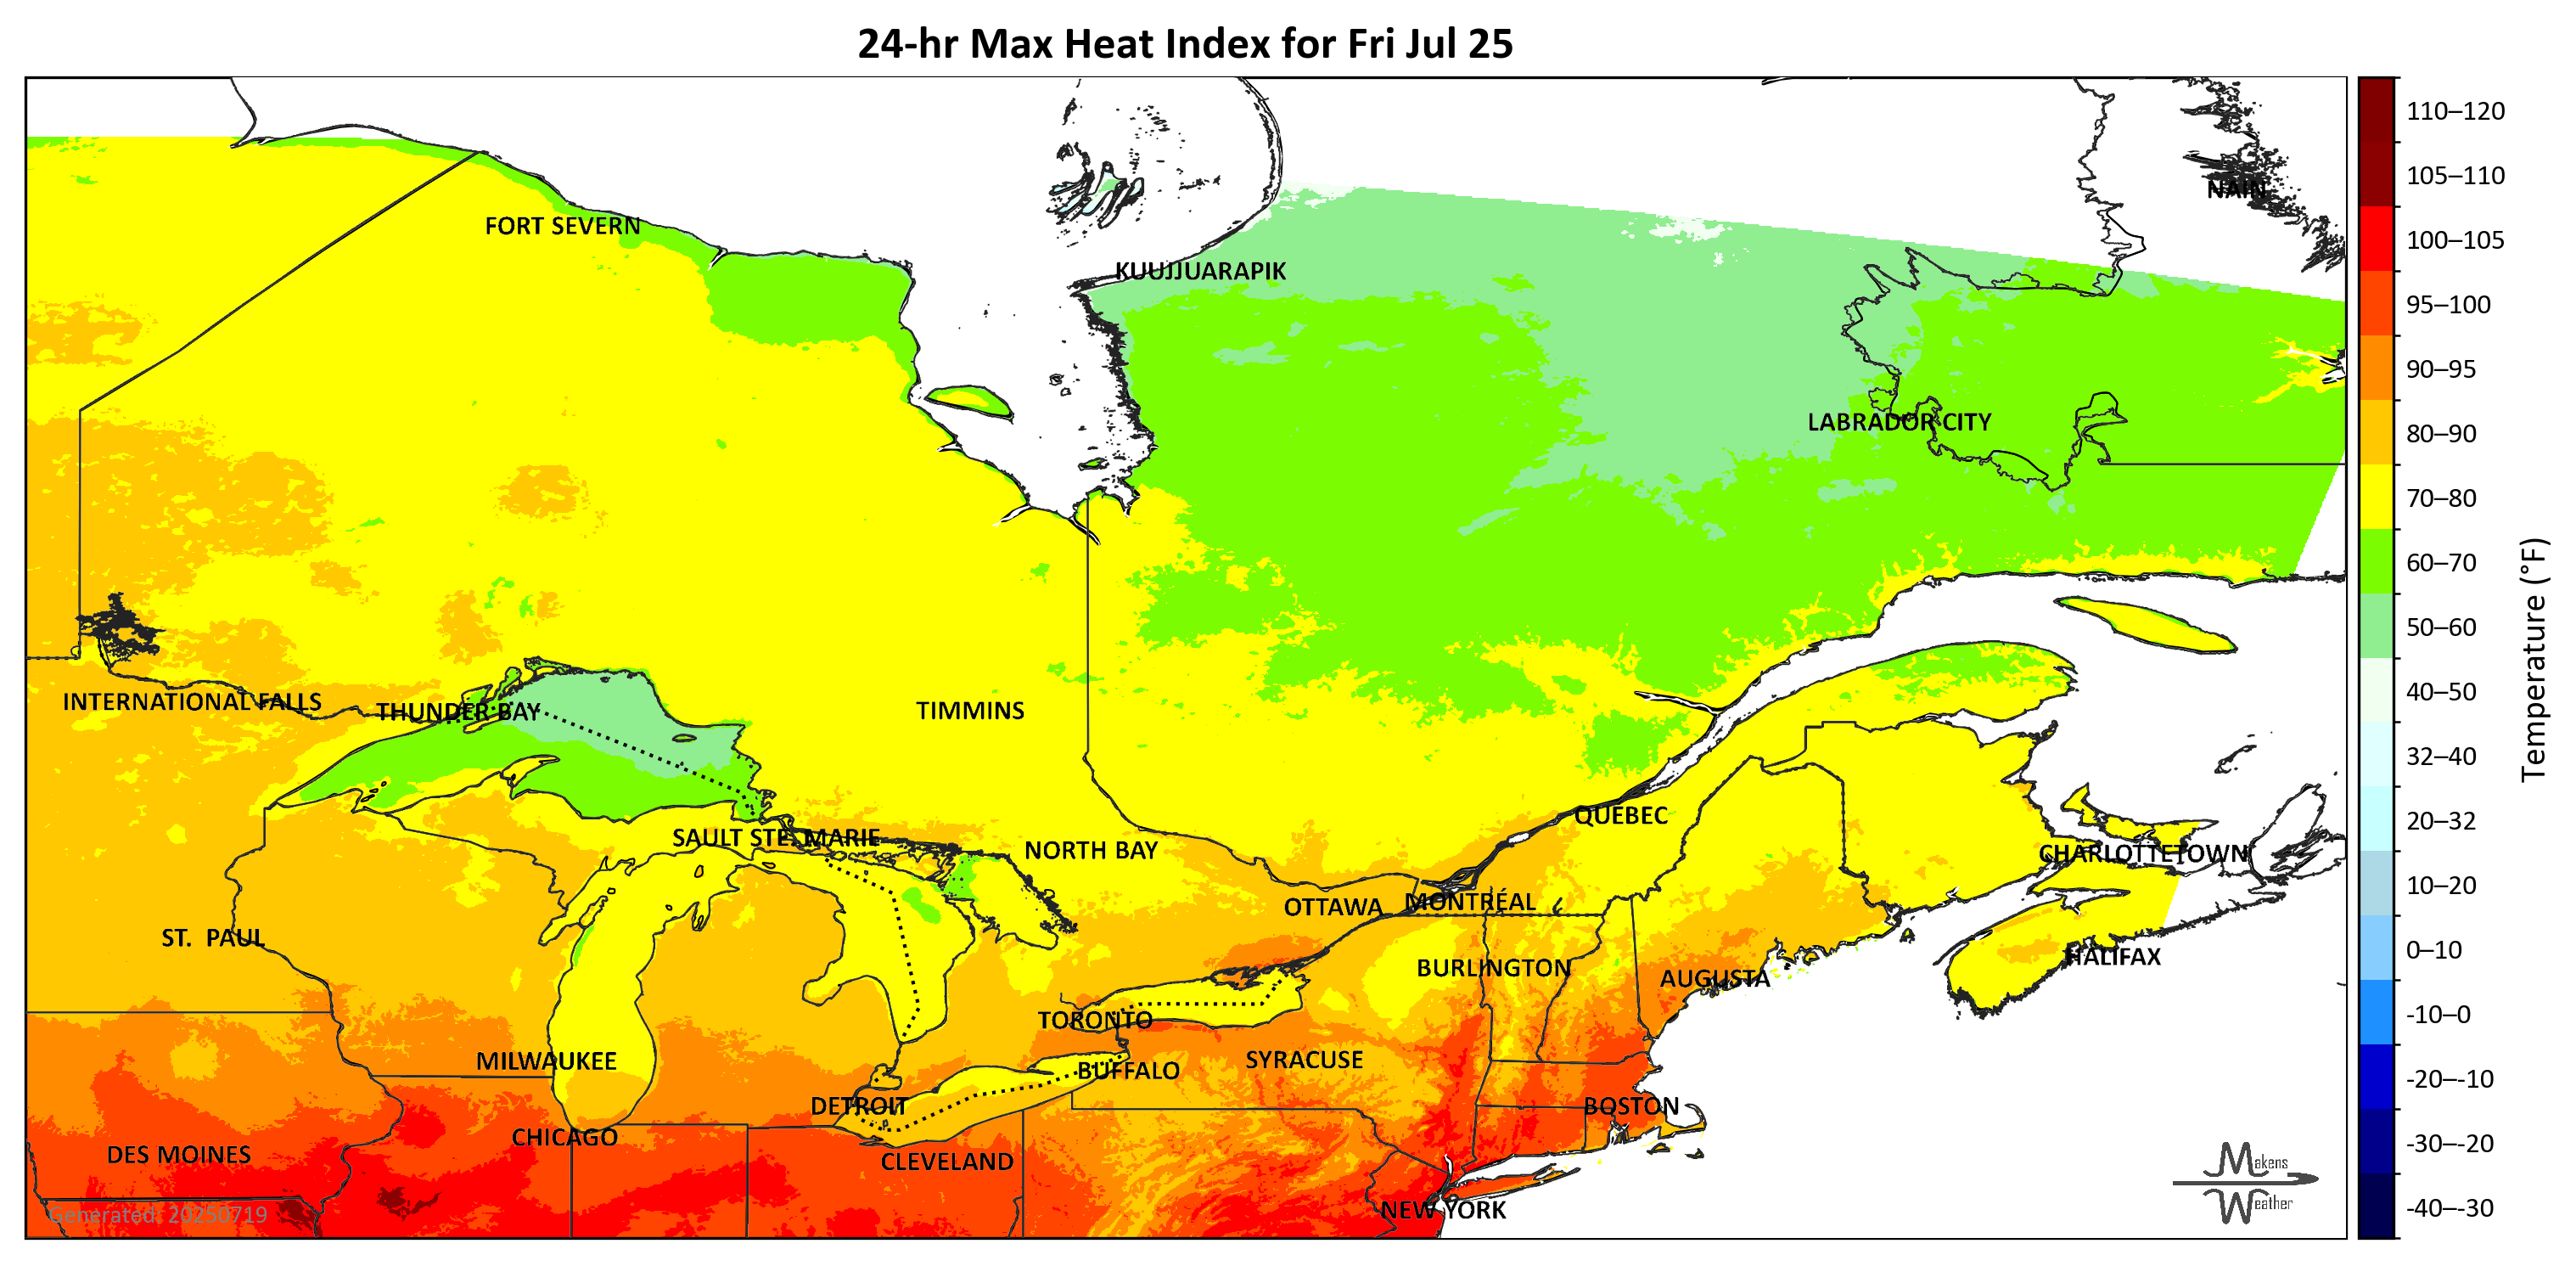 24-hr Max Heat Index for Fri Jul 25
NAIN
FORT SEVERN
KUUJJUARAPIK
LABRADOR CITY
INTERNATIONAL FALLS
THUNDER BAY
TIMMINS
QUEBEC
SAULT STE. MARIE
NORTH BAY
CHARLOTTETOWN
OTTAWA
MONTRÉAL
ST. PAUL
HALIFAX
BURLINGTON
AUGUSTA
TORONTO
MILWAUKEE
SYRACUSE
BUFFALO
DETROIT
BOSTON
CHICAGO
DES MOINES
CLEVELAND
NEW YORK
Generated: 20250719
Makens
Weather
110–120
105–110
100–105
95–100
90–95
80–90
70–80
60–70
50–60
40–50
32–40
20–32
10–20
0–10
-10–0
-20–-10
-30–-20
-40–-30
Temperature (°F)